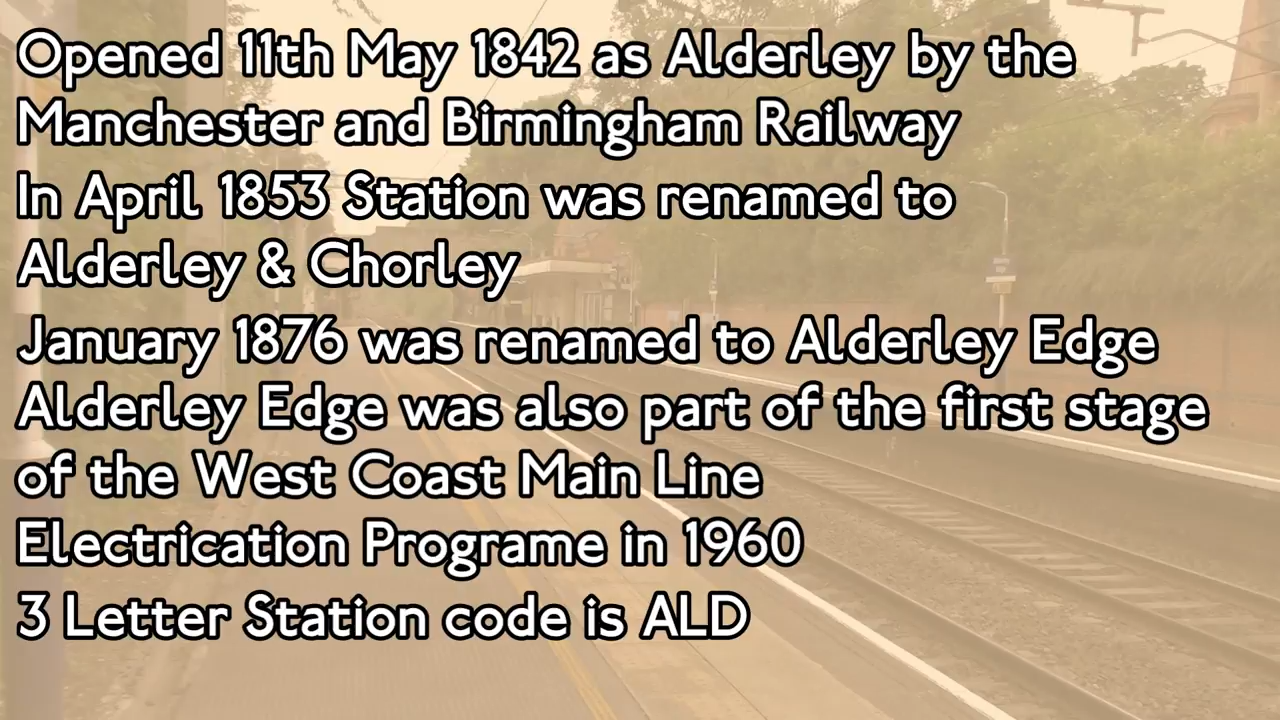 Opened 11th May 1842 as Alderley by the
Manchester and Birmingham Railway
In April 1853 Station was renamed to
Alderley & Chorley
January 1876 was renamed to Alderley Edge
Alderley Edge was also part of the first stage
of the West Coast Main Line
Electrication Programe in 1960
3 Letter Station code is ALD